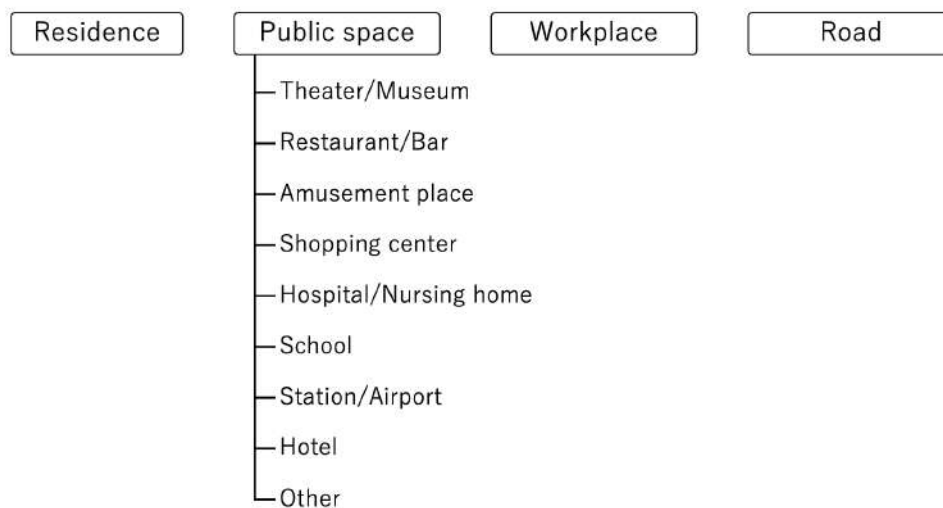 Residence
Public space
Workplace
Road
Theater/Museum
Restaurant/Bar
Amusement place
Shopping center
Hospital/Nursing home
School
Station/Airport
Hotel
Other